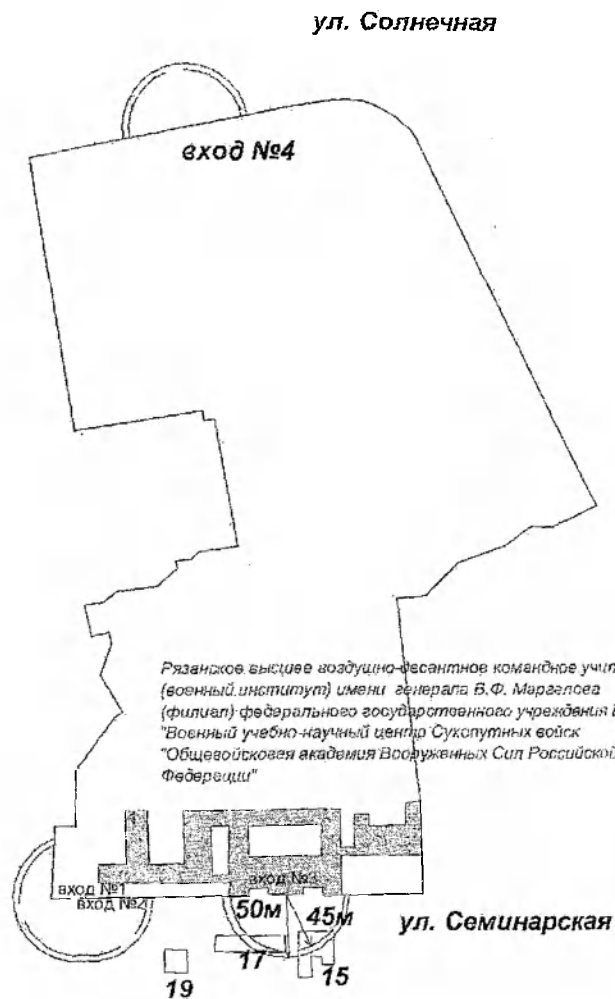 ул. Солнечная
вход №4
Рязанское высшее воздушно-десантное командное учит
(военный институт) имени генерала В.Ф. Маргелова
(филиал) федерального государственного учреждения
"Военный учебно-научный центр Сухопутных войск
"Общевойсковая академия Вооруженных Сил Российской
Федерации"
вход №1
вход №2
вход №3
50м
45м
ул. Семинарская
17
15
19